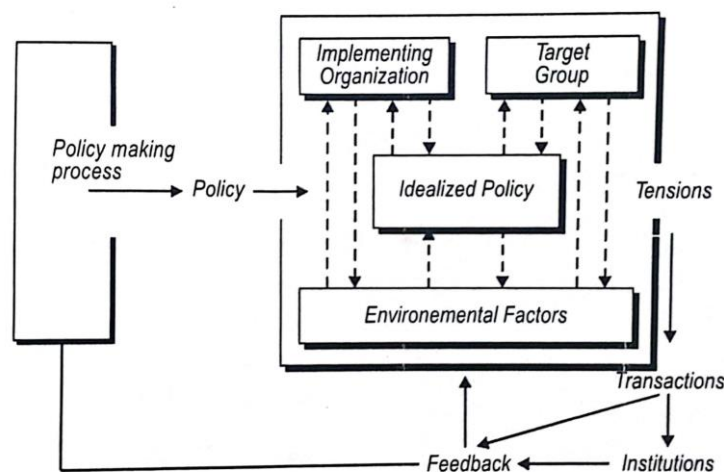 Implementing
Organization
Target
Group
Policy making
process
Policy
Idealized Policy
Tensions
Environemental Factors
Transactions
Feedback
Institutions